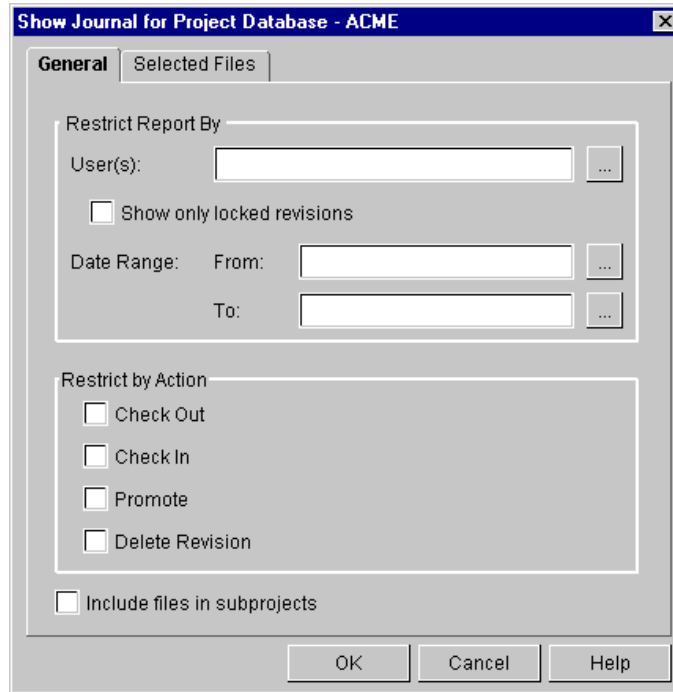 Show Journal for Project Database - ACME
General Selected Files
Restrict Report By
User(s): ...
Show only locked revisions
Date Range: From: ...
To: ...
Restrict by Action
Check Out
Check In
Promote
Delete Revision
Include files in subprojects
OK Cancel Help